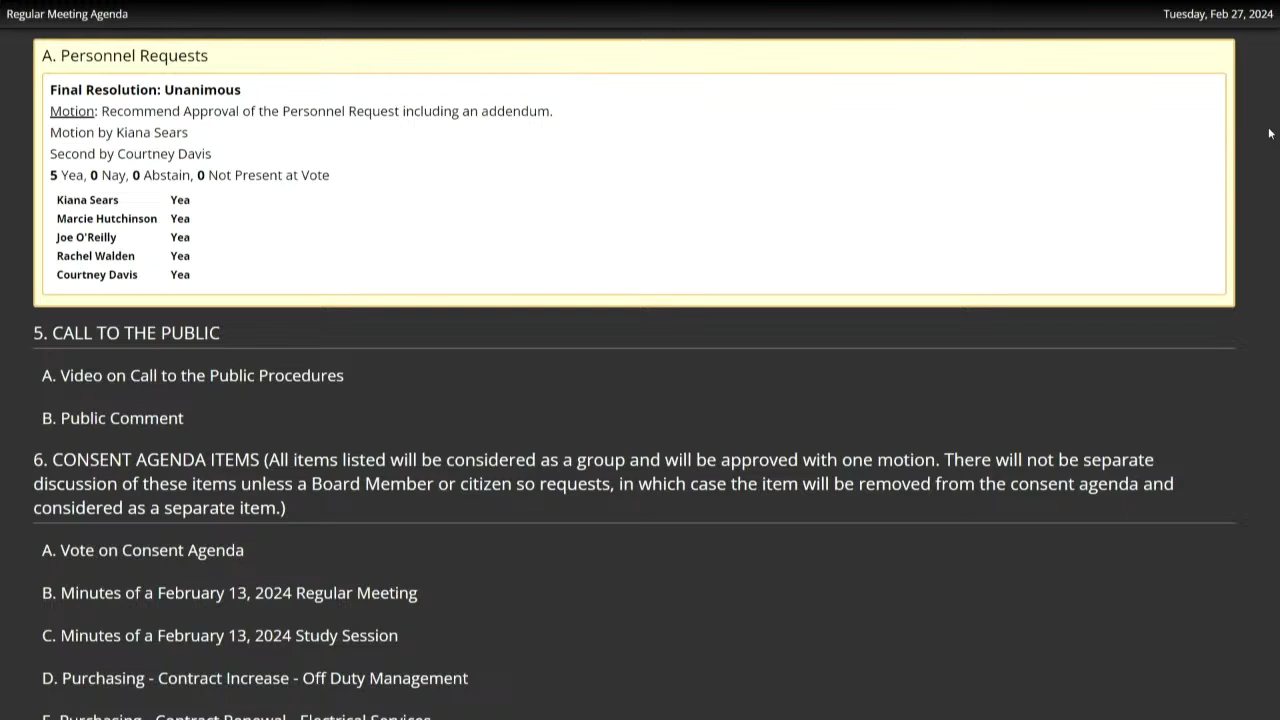 Regular Meeting Agenda
Tuesday, Feb 27, 2024
A. Personnel Requests
Final Resolution: Unanimous
Motion: Recommend Approval of the Personnel Request including an addendum.
Motion by Kiana Sears
Second by Courtney Davis
5 Yea, 0 Nay, 0 Abstain, 0 Not Present at Vote
Kiana Sears Yea
Marcie Hutchinson Yea
Joe O'Reilly Yea
Rachel Walden Yea
Courtney Davis Yea
5. CALL TO THE PUBLIC
A. Video on Call to the Public Procedures
B. Public Comment
6. CONSENT AGENDA ITEMS (All items listed will be considered as a group and will be approved with one motion. There will not be separate
discussion of these items unless a Board Member or citizen so requests, in which case the item will be removed from the consent agenda and
considered as a separate item.)
A. Vote on Consent Agenda
B. Minutes of a February 13, 2024 Regular Meeting
C. Minutes of a February 13, 2024 Study Session
D. Purchasing - Contract Increase - Off Duty Management
E. Purchasing - Contract Renewal - Electrical Services